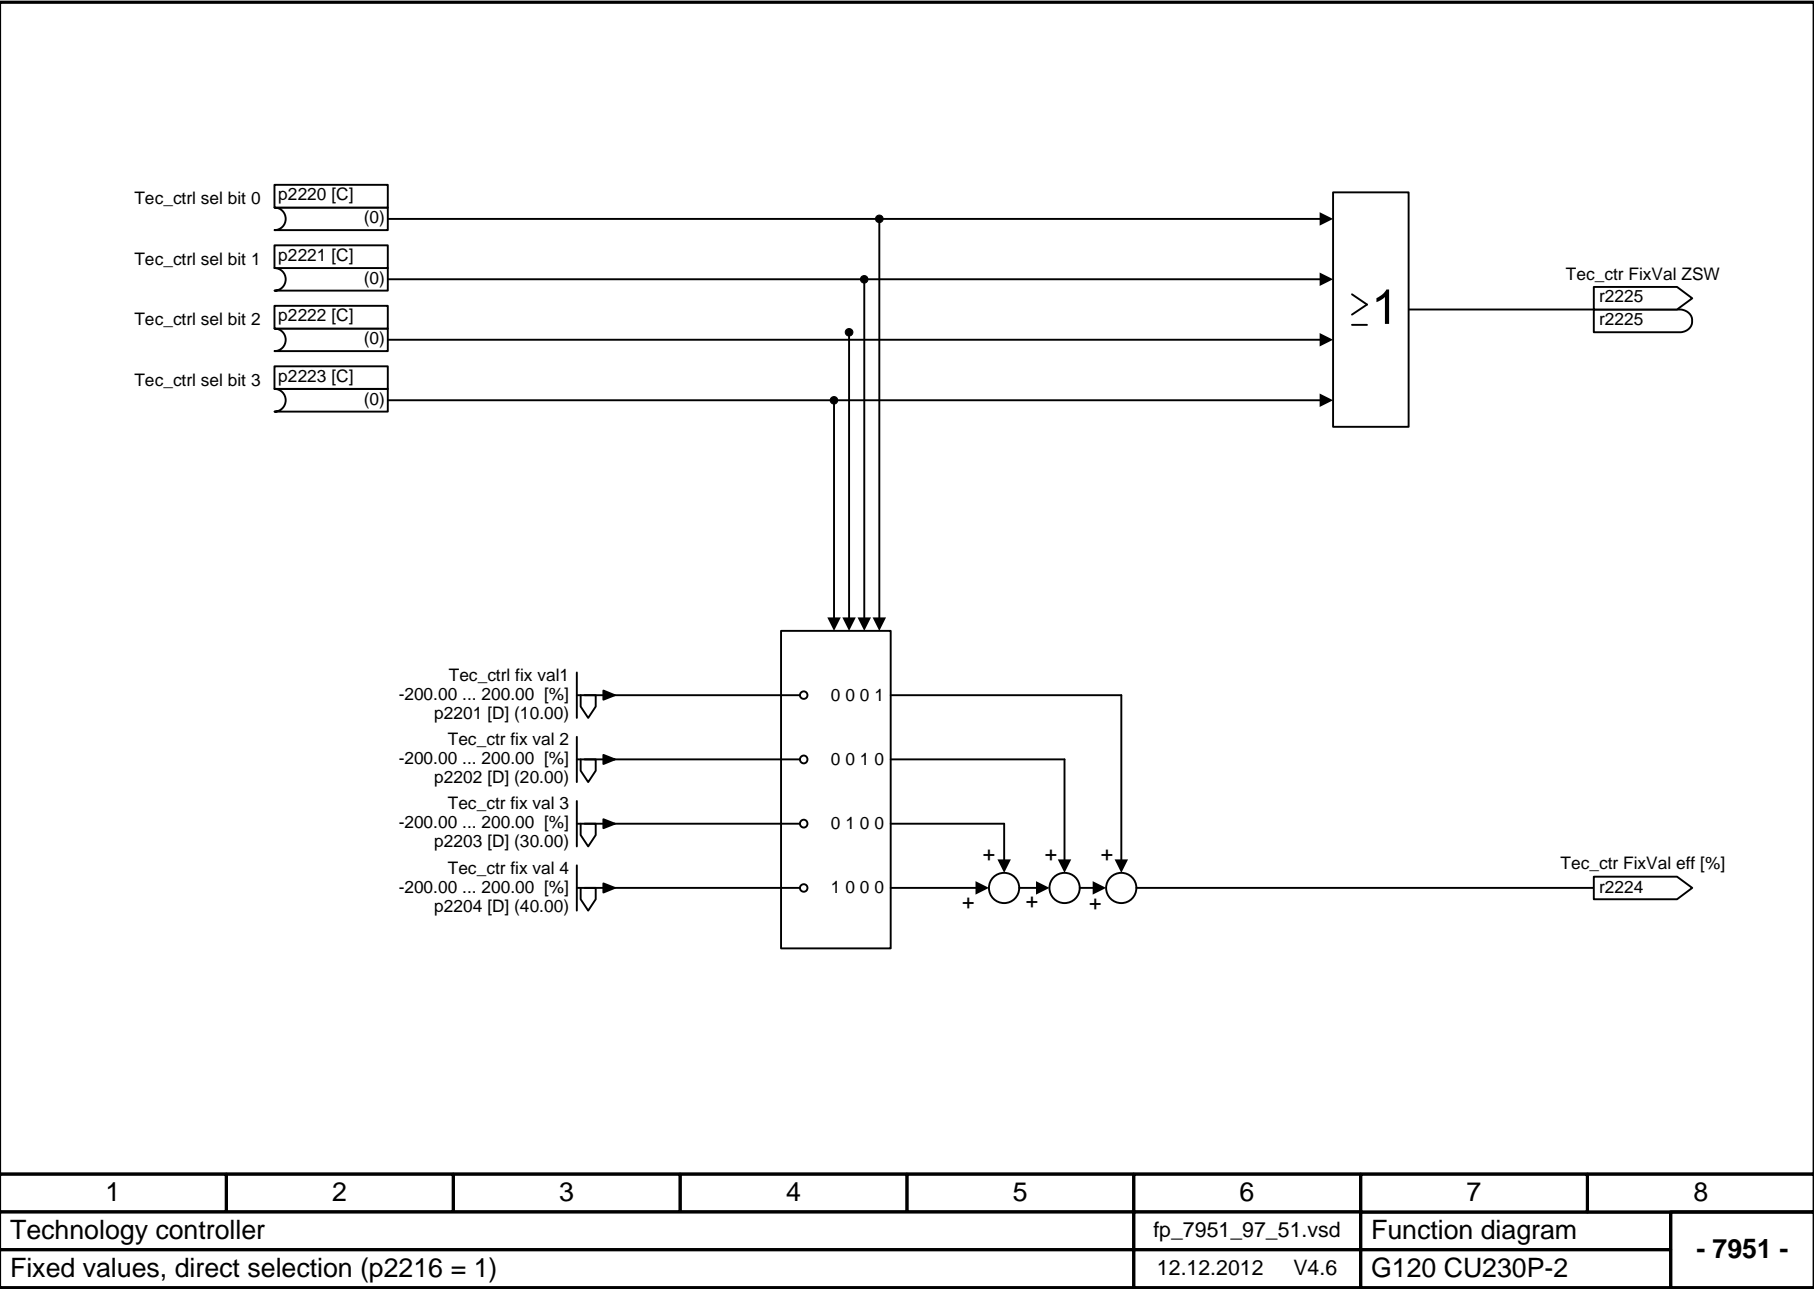 Tec_ctrl sel bit 0
p2220 [C]
(0)
Tec_ctrl sel bit 1
p2221 [C]
(0)
Tec_ctrl sel bit 2
p2222 [C]
(0)
Tec_ctrl sel bit 3
p2223 [C]
(0)
≥1
Tec_ctr FixVal ZSW
r2225
r2225
Tec_ctrl fix val1
-200.00 ... 200.00 [%]
p2201 [D] (10.00)
0 0 0 1
Tec_ctr fix val 2
-200.00 ... 200.00 [%]
p2202 [D] (20.00)
0 0 1 0
Tec_ctr fix val 3
-200.00 ... 200.00 [%]
p2203 [D] (30.00)
0 1 0 0
Tec_ctr fix val 4
-200.00 ... 200.00 [%]
p2204 [D] (40.00)
1 0 0 0
+ + +
+ + +
Tec_ctr FixVal eff [%]
r2224
1 2 3 4 5 6 7 8
Technology controller
fp_7951_97_51.vsd
Function diagram
- 7951 -
Fixed values, direct selection (p2216 = 1)
12.12.2012 V4.6
G120 CU230P-2